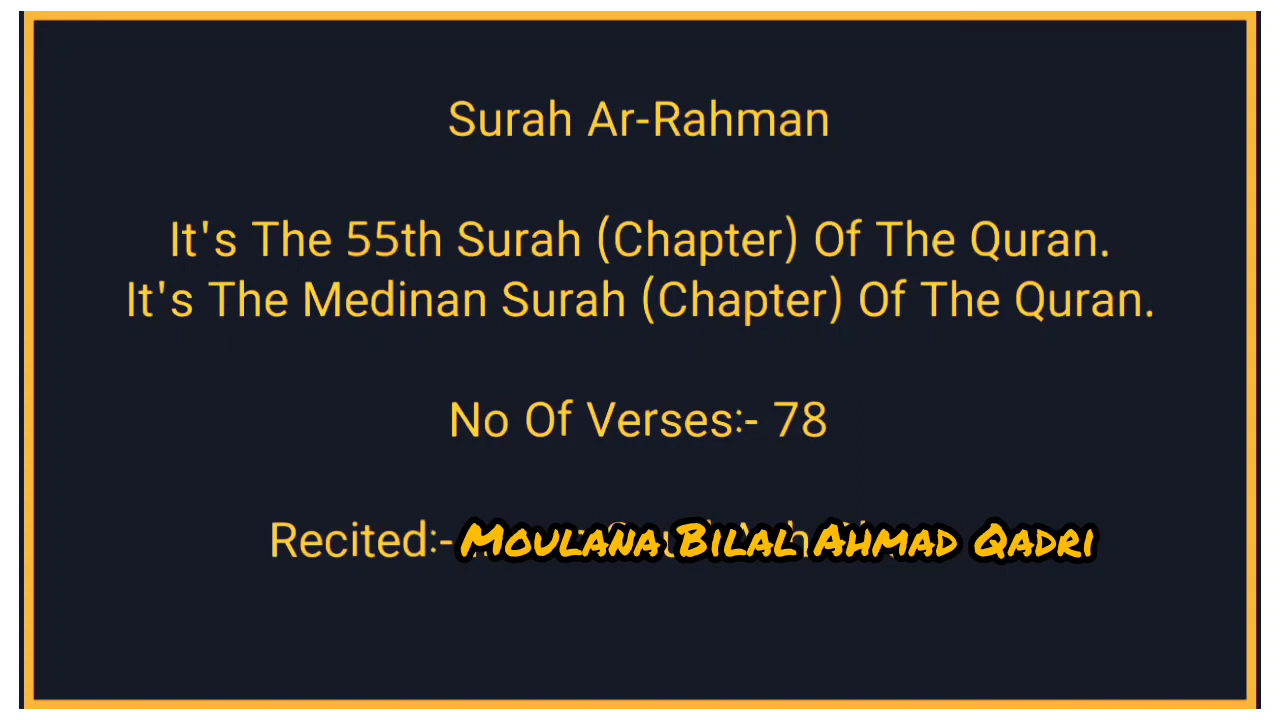 Surah Ar-Rahman
It's The 55th Surah (Chapter) Of The Quran.
It's The Medinan Surah (Chapter) Of The Quran.
No Of Verses:- 78
Recited:- Moulana Bilal Ahmad Qadri